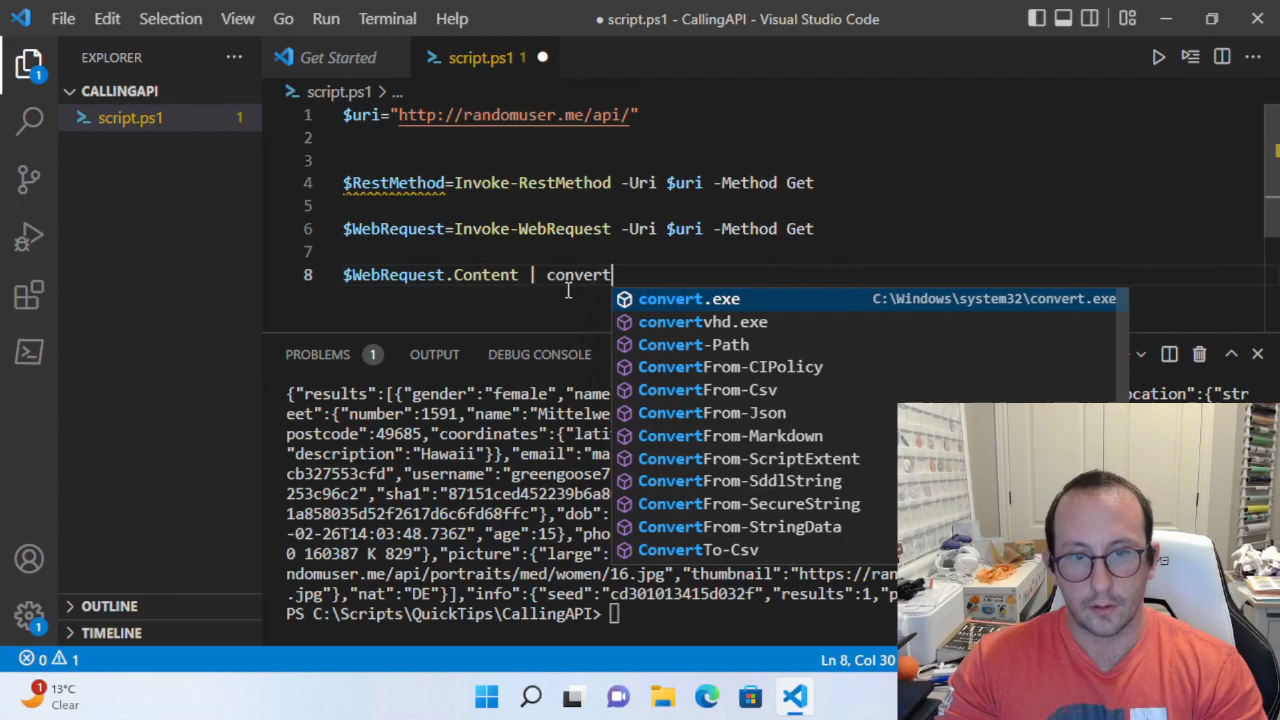 File Edit Selection View Go Run Terminal Help
● script.ps1 - CallingAPI - Visual Studio Code
EXPLORER
CALLINGAPI
script.ps1 1
OUTLINE
TIMELINE
1
1
Get Started
script.ps1 1
script.ps1 > ...
1 $uri="http://randomuser.me/api/"
2
3
4 $RestMethod=Invoke-RestMethod -Uri $uri -Method Get
5
6 $WebRequest=Invoke-WebRequest -Uri $uri -Method Get
7
8 $WebRequest.Content | convert
convert.exe C:\Windows\system32\convert.exe
convertvhd.exe
Convert-Path
ConvertFrom-CIPolicy
ConvertFrom-Csv
ConvertFrom-Json
ConvertFrom-Markdown
ConvertFrom-ScriptExtent
ConvertFrom-SddlString
ConvertFrom-SecureString
ConvertFrom-StringData
ConvertTo-Csv
PROBLEMS 1 OUTPUT DEBUG CONSOLE
{"results":[{"gender":"female","name ocation":{"str
eet":{"number":1591,"name":"Mittelwe
postcode":49685,"coordinates":{"lati
"description":"Hawaii"}},"email":"ma
cb327553cfd","username":"greengoose7
253c96c2","sha1":"87151ced452239b6a8
1a858035d52f2617d6c6fd68ffc"},"dob":
-02-26T14:03:48.736Z","age":15},"pho
0 160387 K 829"},"picture":{"large":
andomuser.me/api/portraits/med/women/16.jpg","thumbnail":"https://ran
.jpg"},"nat":"DE"}],"info":{"seed":"cd301013415d032f","results":1,"p
PS C:\Scripts\QuickTips\CallingAPI>
0 1
Ln 8, Col 30
1
13°C
Clear